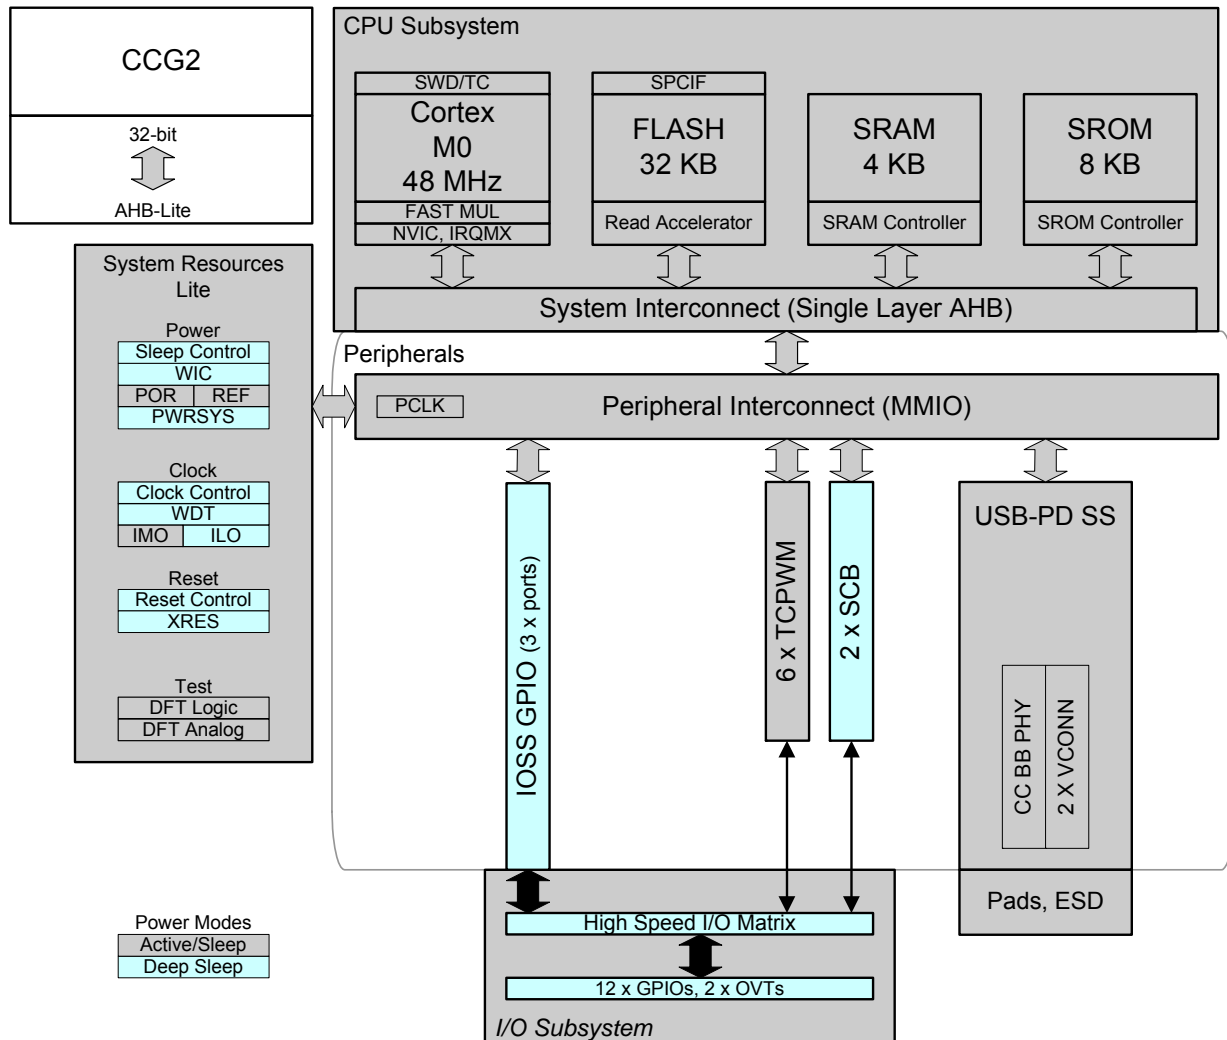 CCG2
32-bit
AHB-Lite
CPU Subsystem
SWD/TC
Cortex
M0
48 MHz
FAST MUL
NVIC, IRQMX
SPCIF
FLASH
32 KB
Read Accelerator
SRAM
4 KB
SRAM Controller
SROM
8 KB
SROM Controller
System Interconnect (Single Layer AHB)
System Resources
Lite
Power
Sleep Control
WIC
POR REF
PWRSYS
Clock
Clock Control
WDT
IMO ILO
Reset
Reset Control
XRES
Test
DFT Logic
DFT Analog
Peripherals
PCLK
Peripheral Interconnect (MMIO)
IOSS GPIO (3 x ports)
6 x TCPWM
2 x SCB
USB-PD SS
CC BB PHY
2 X VCONN
Pads, ESD
High Speed I/O Matrix
12 x GPIOs, 2 x OVTs
I/O Subsystem
Power Modes
Active/Sleep
Deep Sleep